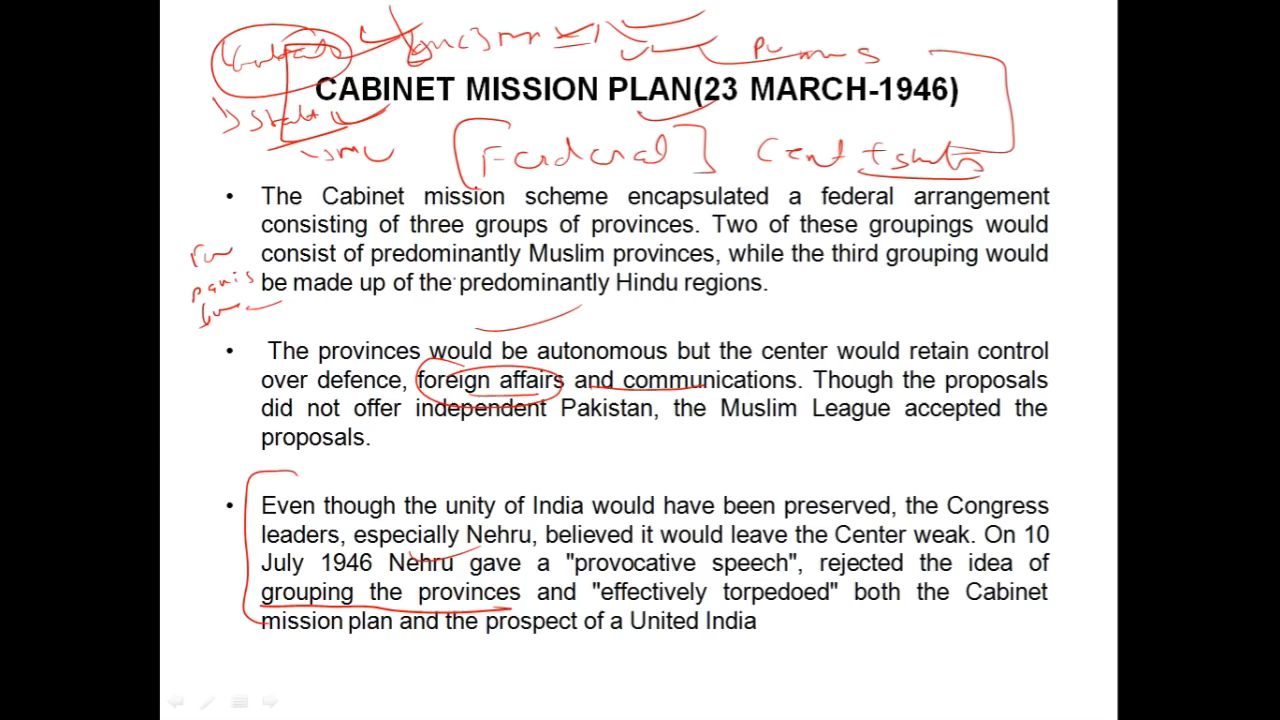 CABINET MISSION PLAN(23 MARCH-1946)
[Federal]
• The Cabinet mission scheme encapsulated a federal arrangement
consisting of three groups of provinces. Two of these groupings would
consist of predominantly Muslim provinces, while the third grouping would
be made up of the predominantly Hindu regions.
• The provinces would be autonomous but the center would retain control
over defence, foreign affairs and communications. Though the proposals
did not offer independent Pakistan, the Muslim League accepted the
proposals.
• Even though the unity of India would have been preserved, the Congress
leaders, especially Nehru, believed it would leave the Center weak. On 10
July 1946 Nehru gave a "provocative speech", rejected the idea of
grouping the provinces and "effectively torpedoed" both the Cabinet
mission plan and the prospect of a United India